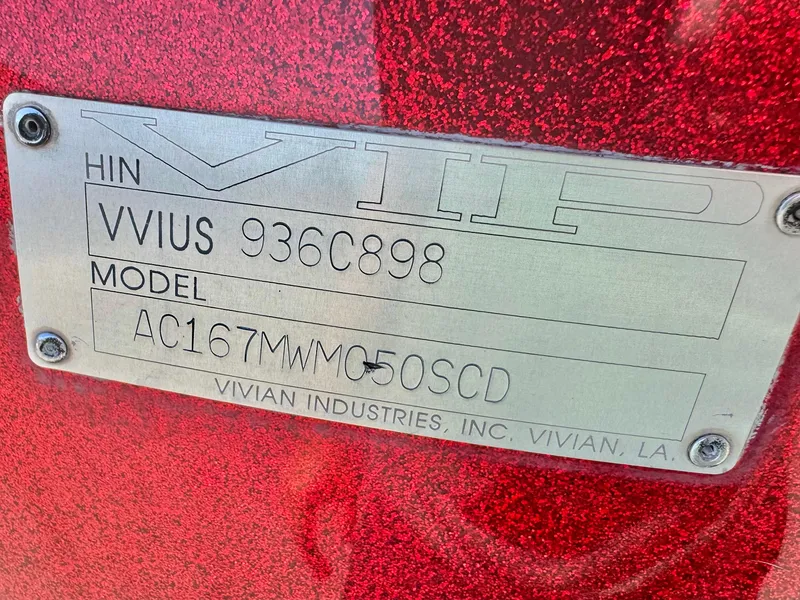 VIP
HIN
VVIUS 936C898
MODEL
AC167MWM050SCD
VIVIAN INDUSTRIES, INC. VIVIAN, LA.